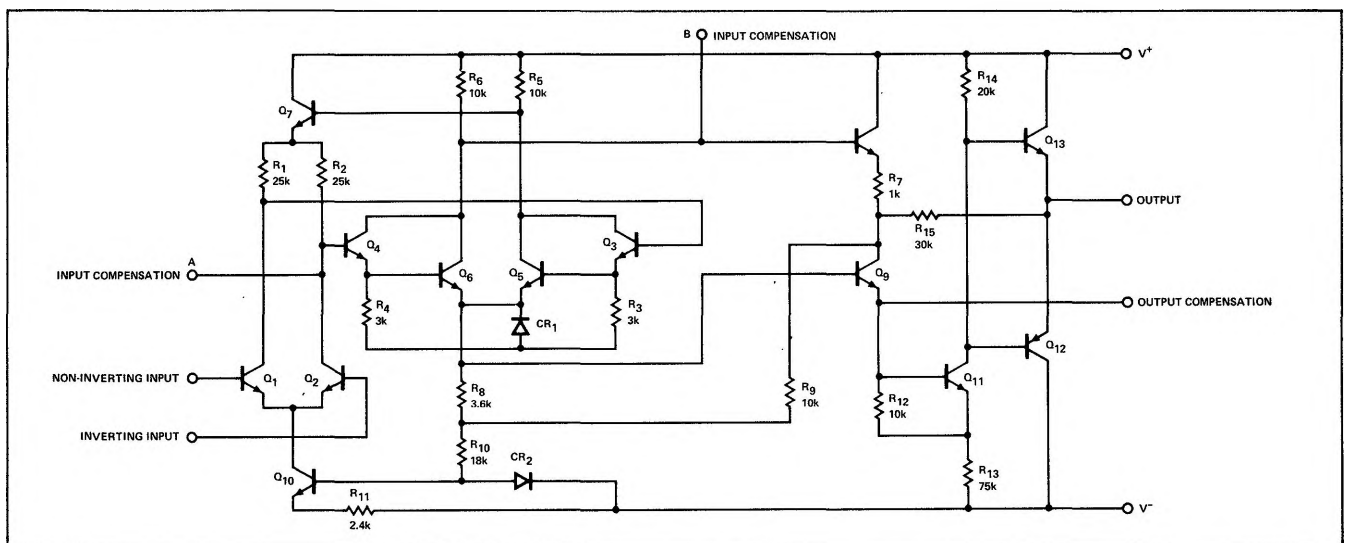 B INPUT COMPENSATION
V+
R6
10k
R5
10k
R14
20k
Q7
Q13
R1
25k
R2
25k
R7
1k
OUTPUT
R15
30k
Q4
Q3
INPUT COMPENSATION A
Q6
Q5
Q9
R4
3k
CR1
R3
3k
OUTPUT COMPENSATION
Q12
NON-INVERTING INPUT
Q1
Q2
R8
3.6k
R9
10k
Q11
R12
10k
INVERTING INPUT
R10
18k
CR2
Q10
R11
2.4k
R13
75k
V-